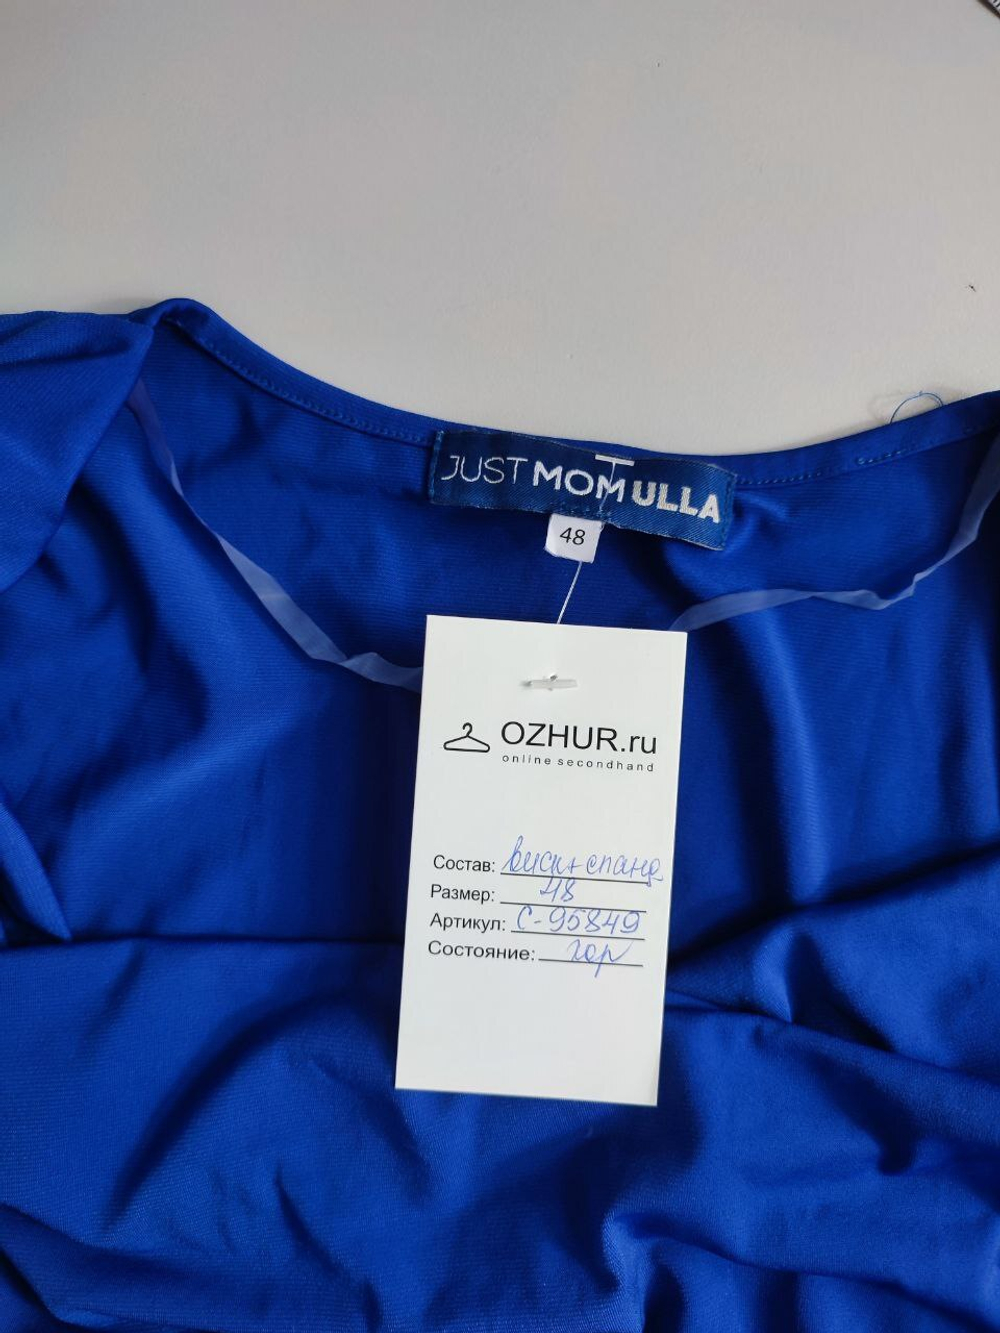 JUST MOM ULLA
48
OZHUR.ru
online secondhand
Состав: виск+спанд
Размер: 48
Артикул: С-95849
Состояние: хор